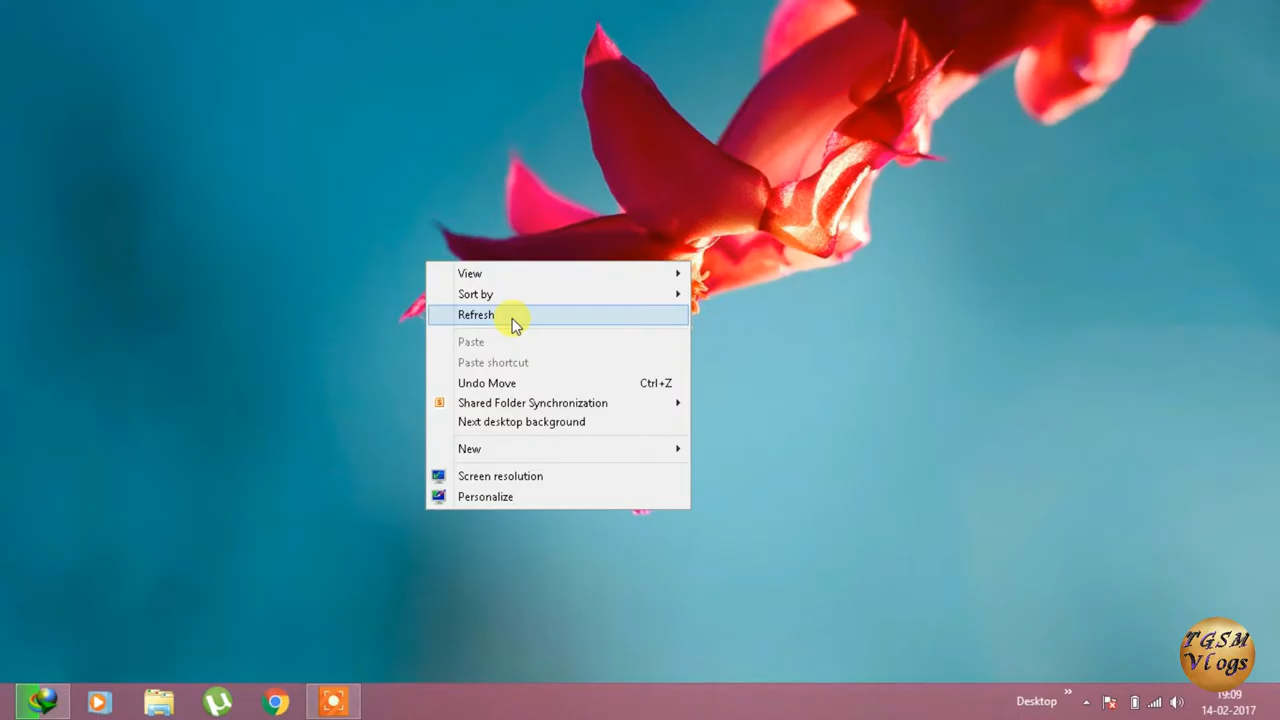 View
Sort by
Refresh
Paste
Paste shortcut
Undo Move Ctrl+Z
Shared Folder Synchronization
Next desktop background
New
Screen resolution
Personalize
TGSM
Vlogs
Desktop
19:09
14-02-2017